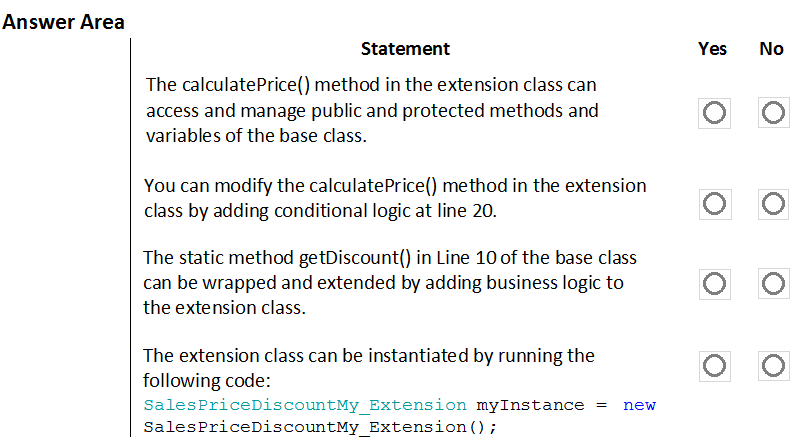 Answer Area
Statement Yes No
The calculatePrice() method in the extension class can
access and manage public and protected methods and
variables of the base class.
You can modify the calculatePrice() method in the extension
class by adding conditional logic at line 20.
The static method getDiscount() in Line 10 of the base class
can be wrapped and extended by adding business logic to
the extension class.
The extension class can be instantiated by running the
following code:
SalesPriceDiscountMy_Extension myInstance = new
SalesPriceDiscountMy_Extension();